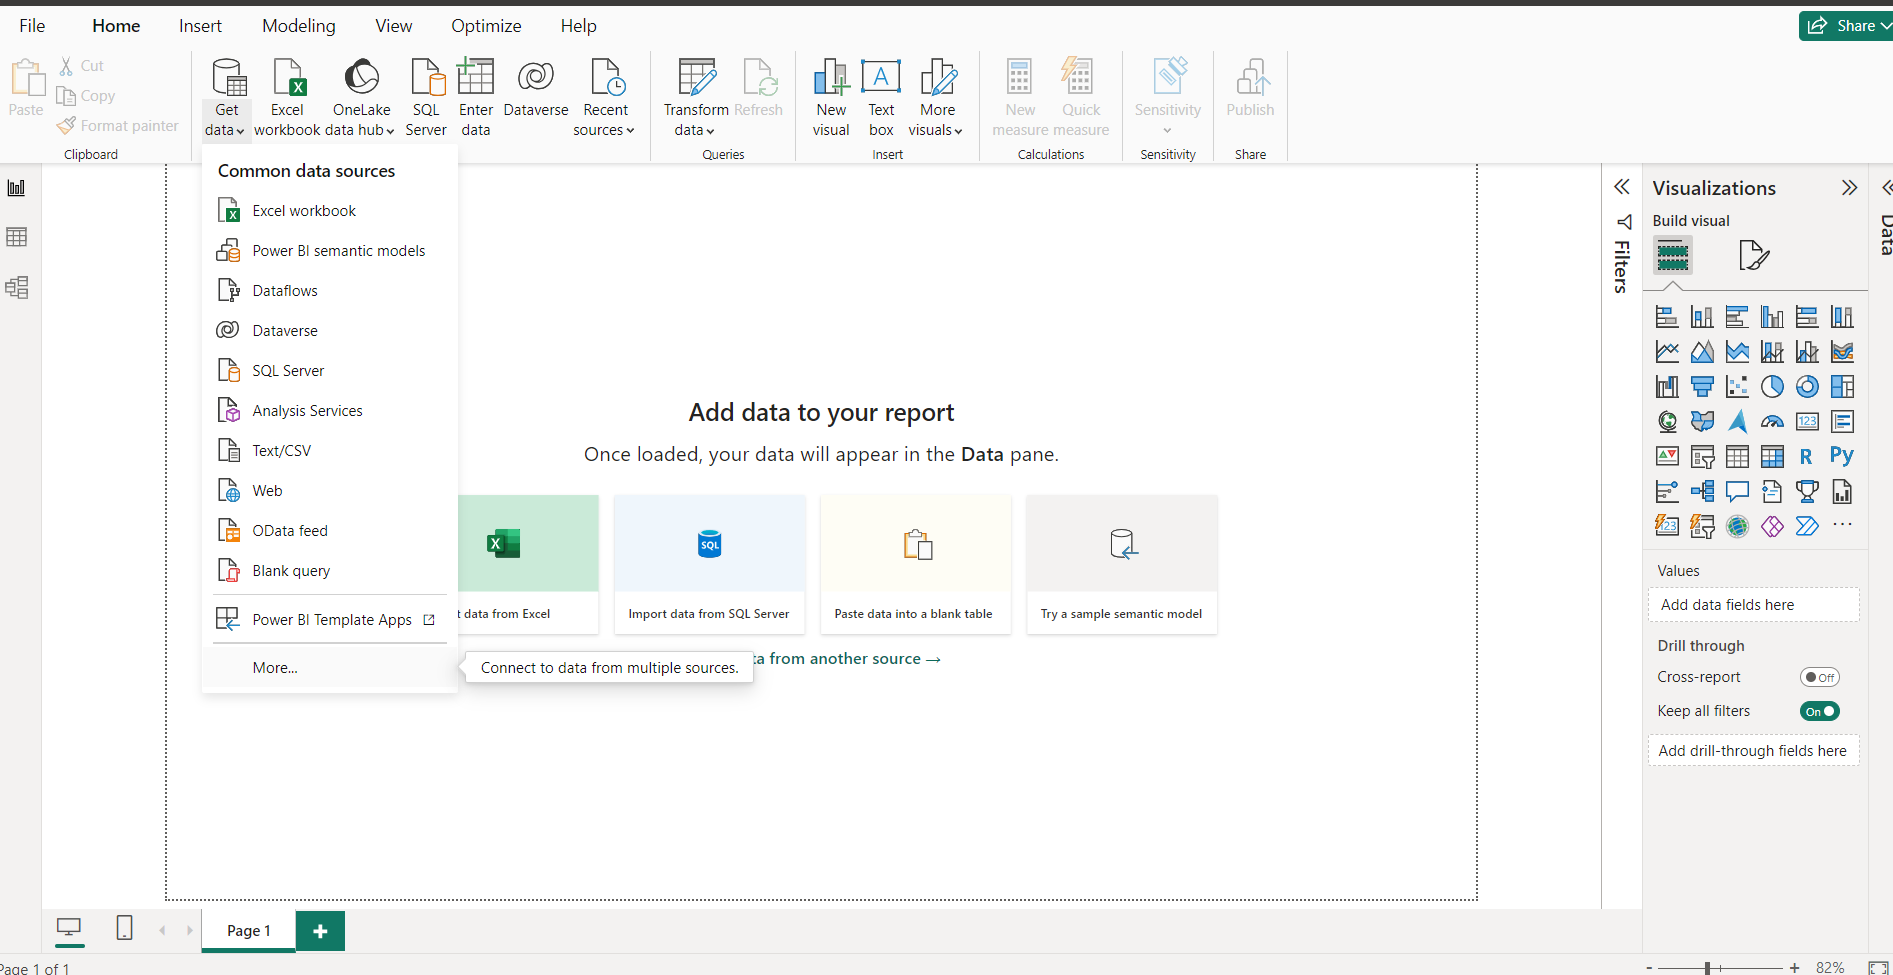 File Home Insert Modeling View Optimize Help
Share
Paste
Cut
Copy
Format painter
Clipboard
Get data
Excel workbook
OneLake data hub
SQL Server
Enter data
Dataverse
Recent sources
Transform data
Refresh
Queries
New visual
Text box
More visuals
Insert
New measure
Quick measure
Calculations
Sensitivity
Sensitivity
Publish
Share
Common data sources
Excel workbook
Power BI semantic models
Dataflows
Dataverse
SQL Server
Analysis Services
Text/CSV
Web
OData feed
Blank query
Power BI Template Apps
More...
Connect to data from multiple sources.
Add data to your report
Once loaded, your data will appear in the Data pane.
SQL
t data from Excel
Import data from SQL Server
Paste data into a blank table
Try a sample semantic model
ta from another source →
Filters
Visualizations
Build visual
123
R
Py
123
Values
Add data fields here
Drill through
Cross-report
Off
Keep all filters
On
Add drill-through fields here
Data
Page 1
Page 1 of 1
- + 82%